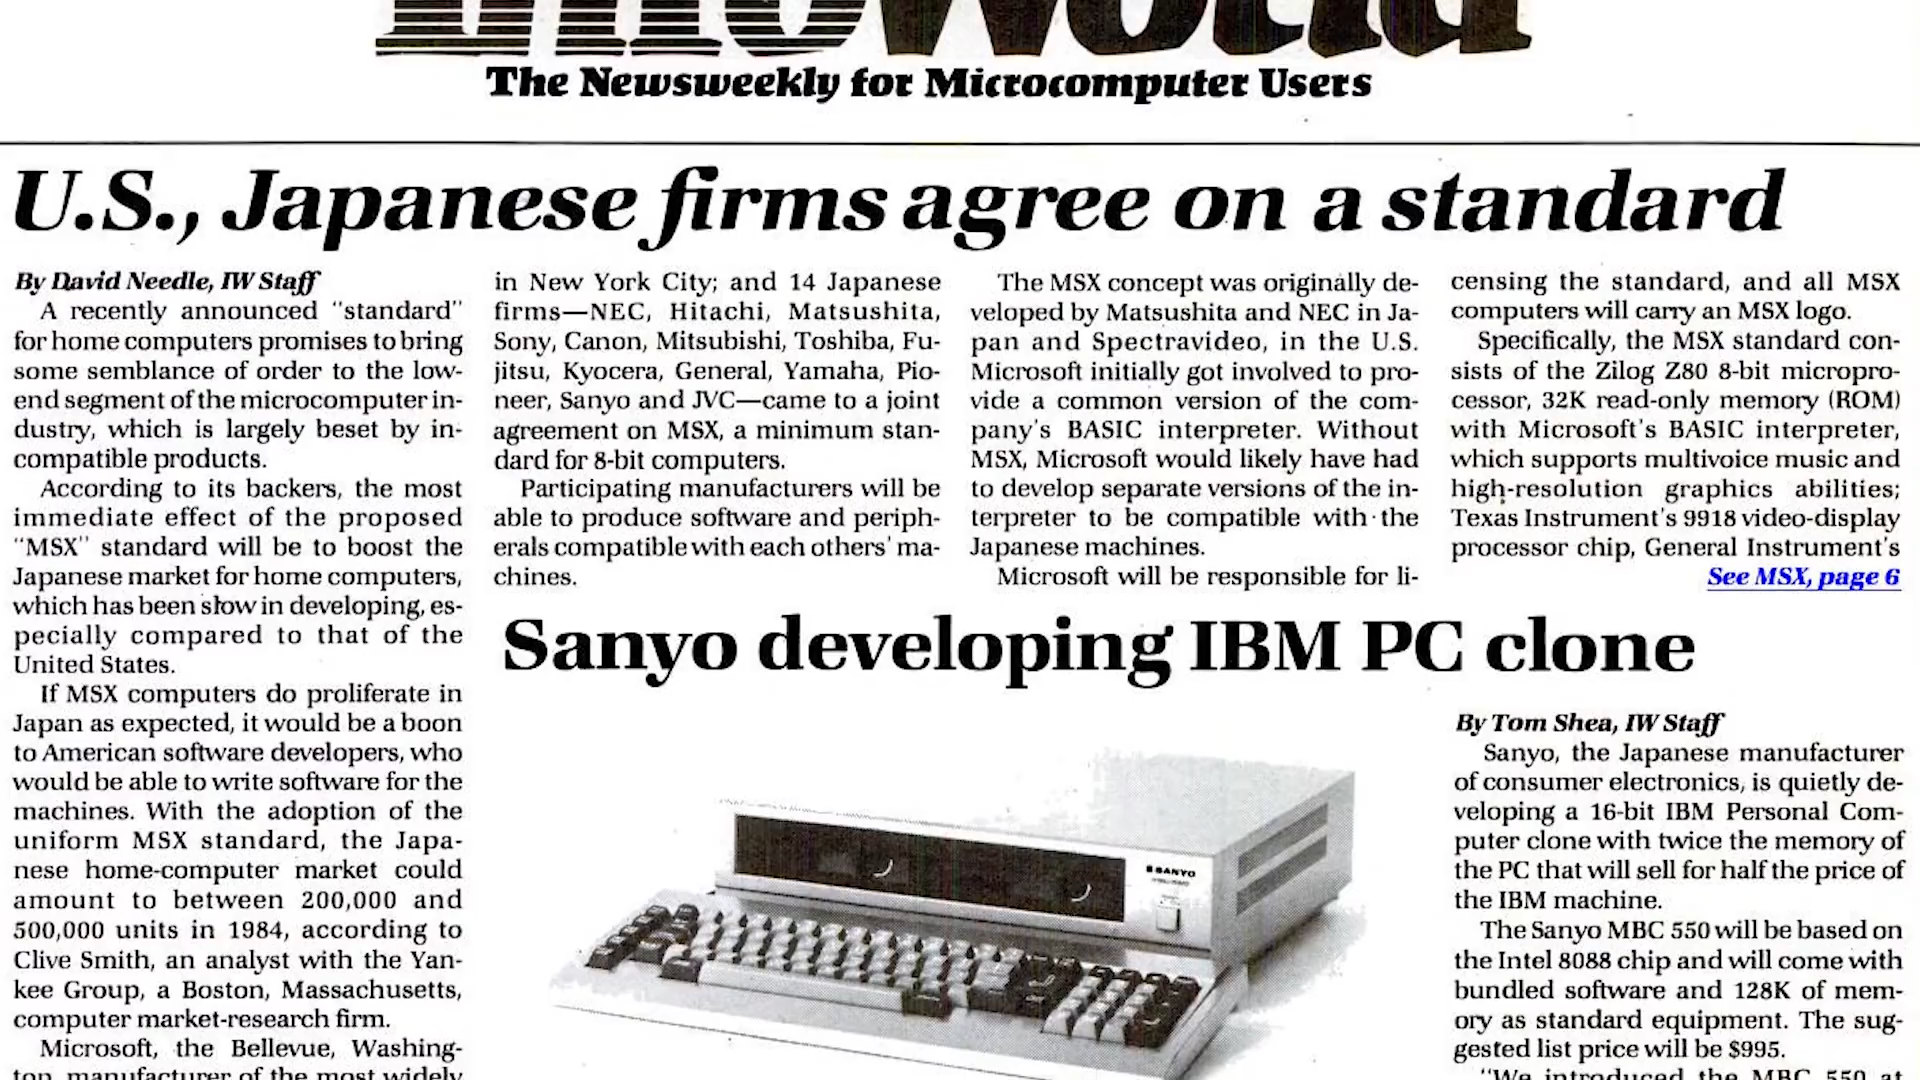 InfoWorld
The Newsweekly for Microcomputer Users
U.S., Japanese firms agree on a standard
By David Needle, IW Staff
A recently announced "standard"
for home computers promises to bring
some semblance of order to the low-
end segment of the microcomputer in-
dustry, which is largely beset by in-
compatible products.
According to its backers, the most
immediate effect of the proposed
"MSX" standard will be to boost the
Japanese market for home computers,
which has been slow in developing, es-
pecially compared to that of the
United States.
If MSX computers do proliferate in
Japan as expected, it would be a boon
to American software developers, who
would be able to write software for the
machines. With the adoption of the
uniform MSX standard, the Japa-
nese home-computer market could
amount to between 200,000 and
500,000 units in 1984, according to
Clive Smith, an analyst with the Yan-
kee Group, a Boston, Massachusetts,
computer market-research firm.
Microsoft, the Bellevue, Washing-
ton, manufacturer of the most widely
in New York City; and 14 Japanese
firms—NEC, Hitachi, Matsushita,
Sony, Canon, Mitsubishi, Toshiba, Fu-
jitsu, Kyocera, General, Yamaha, Pio-
neer, Sanyo and JVC—came to a joint
agreement on MSX, a minimum stan-
dard for 8-bit computers.
Participating manufacturers will be
able to produce software and periph-
erals compatible with each others' ma-
chines.
The MSX concept was originally de-
veloped by Matsushita and NEC in Ja-
pan and Spectravideo, in the U.S.
Microsoft initially got involved to pro-
vide a common version of the com-
pany's BASIC interpreter. Without
MSX, Microsoft would likely have had
to develop separate versions of the in-
terpreter to be compatible with the
Japanese machines.
Microsoft will be responsible for li-
censing the standard, and all MSX
computers will carry an MSX logo.
Specifically, the MSX standard con-
sists of the Zilog Z80 8-bit micropro-
cessor, 32K read-only memory (ROM)
with Microsoft's BASIC interpreter,
which supports multivoice music and
high-resolution graphics abilities;
Texas Instrument's 9918 video-display
processor chip, General Instrument's
See MSX, page 6
Sanyo developing IBM PC clone
SANYO
By Tom Shea, IW Staff
Sanyo, the Japanese manufacturer
of consumer electronics, is quietly de-
veloping a 16-bit IBM Personal Com-
puter clone with twice the memory of
the PC that will sell for half the price of
the IBM machine.
The Sanyo MBC 550 will be based on
the Intel 8088 chip and will come with
bundled software and 128K of mem-
ory as standard equipment. The sug-
gested list price will be $995.
"We introduced the MBC 550 at